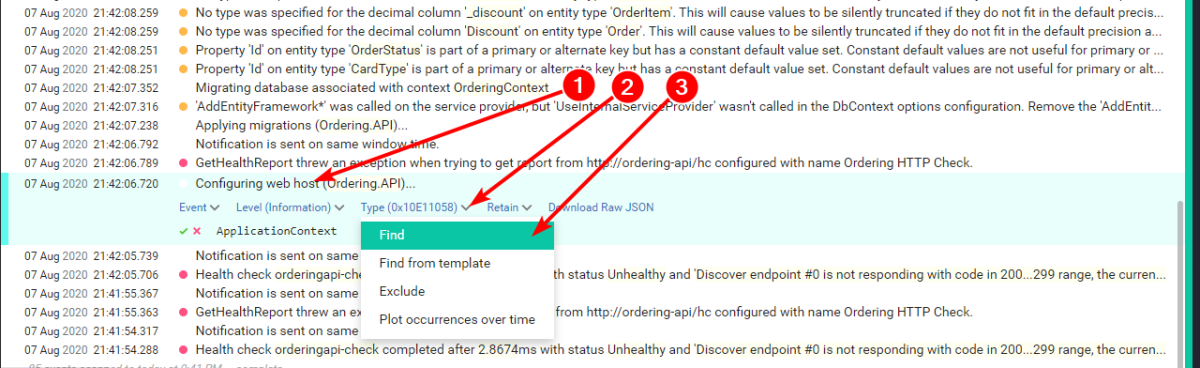 07 Aug 2020 21:42:08.259 No type was specified for the decimal column '_discount' on entity type 'OrderItem'. This will cause values to be silently truncated if they do not fit in the default precis...
07 Aug 2020 21:42:08.259 No type was specified for the decimal column 'Discount' on entity type 'Order'. This will cause values to be silently truncated if they do not fit in the default precision a...
07 Aug 2020 21:42:08.251 Property 'Id' on entity type 'OrderStatus' is part of a primary or alternate key but has a constant default value set. Constant default values are not useful for primary or ...
07 Aug 2020 21:42:08.251 Property 'Id' on entity type 'CardType' is part of a primary or alternate key but has a constant default value set. Constant default values are not useful for primary or alt...
07 Aug 2020 21:42:07.352 Migrating database associated with context OrderingContext
1 2 3
07 Aug 2020 21:42:07.316 'AddEntityFramework*' was called on the service provider, but 'UseInternalServiceProvider' wasn't called in the DbContext options configuration. Remove the 'AddEntit...
07 Aug 2020 21:42:07.238 Applying migrations (Ordering.API)...
07 Aug 2020 21:42:06.792 Notification is sent on same window time.
07 Aug 2020 21:42:06.789 GetHealthReport threw an exception when trying to get report from http://ordering-api/hc configured with name Ordering HTTP Check.
07 Aug 2020 21:42:06.720 Configuring web host (Ordering.API)...
Event Level (Information) Type (0x10E11058) Retain Download Raw JSON
ApplicationContext
Find
Find from template
Exclude
Plot occurrences over time
07 Aug 2020 21:42:05.739 Notification is sent on same
07 Aug 2020 21:42:05.706 Health check orderingapi-che with status Unhealthy and 'Discover endpoint #0 is not responding with code in 200...299 range, the curren...
07 Aug 2020 21:41:55.367 Notification is sent on same
07 Aug 2020 21:41:55.363 GetHealthReport threw an ex from http://ordering-api/hc configured with name Ordering HTTP Check.
07 Aug 2020 21:41:54.317 Notification is sent on same
07 Aug 2020 21:41:54.288 Health check orderingapi-check completed after 2.8674ms with status Unhealthy and 'Discover endpoint #0 is not responding with code in 200...299 range, the curren...